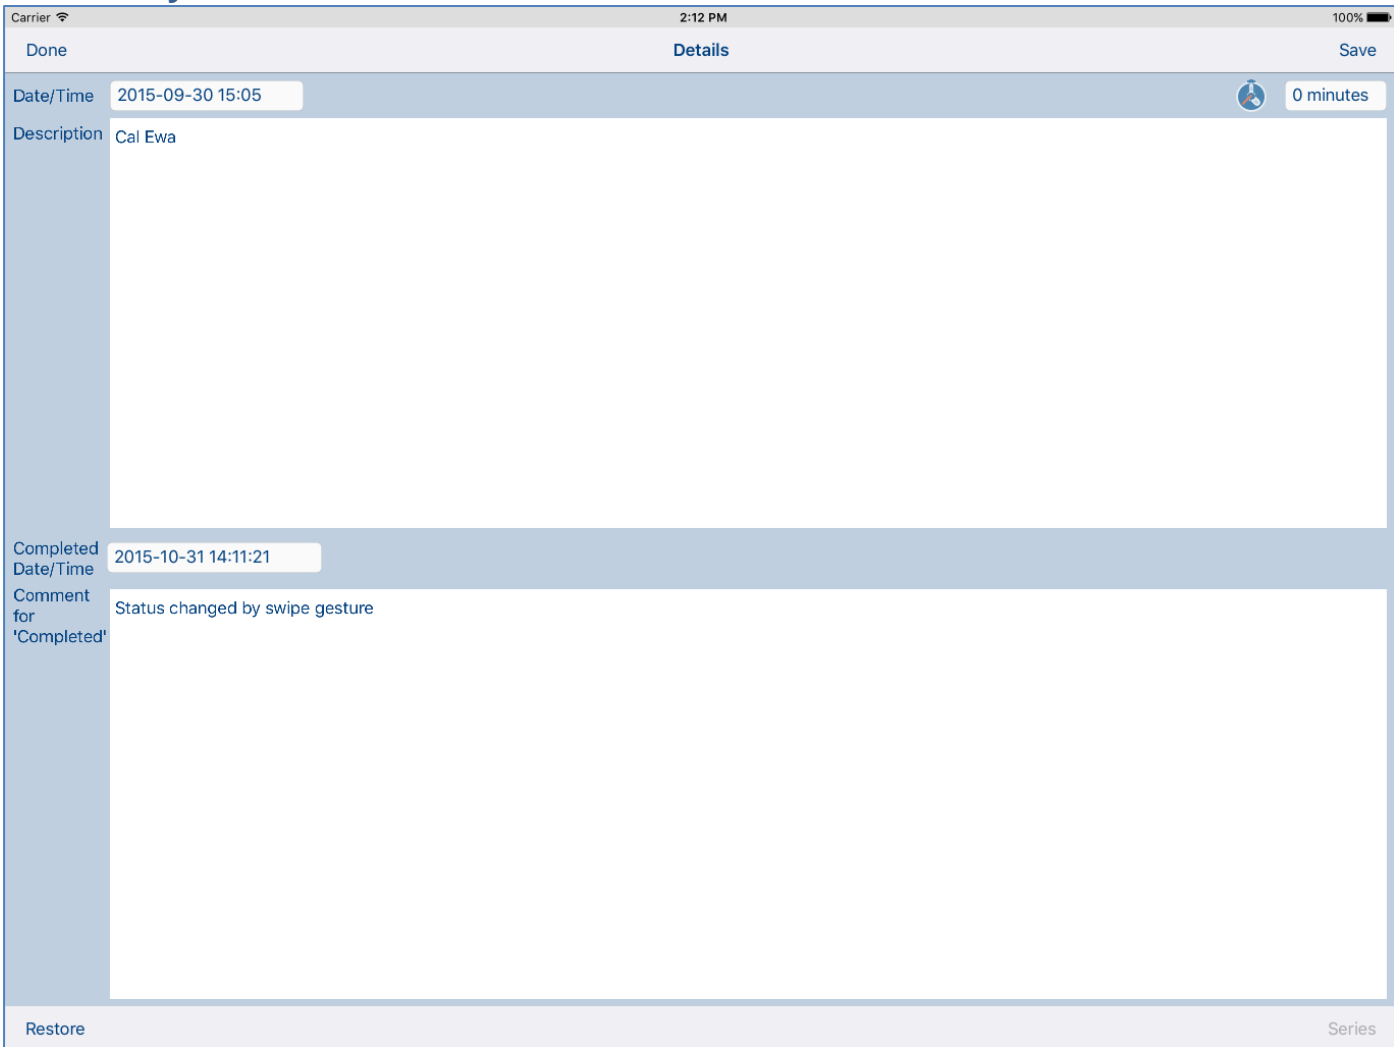 Carrier
2:12 PM
100%
Done
Details
Save
Date/Time
2015-09-30 15:05
0 minutes
Description
Cal Ewa
Completed
Date/Time
2015-10-31 14:11:21
Comment
for
'Completed'
Status changed by swipe gesture
Restore
Series